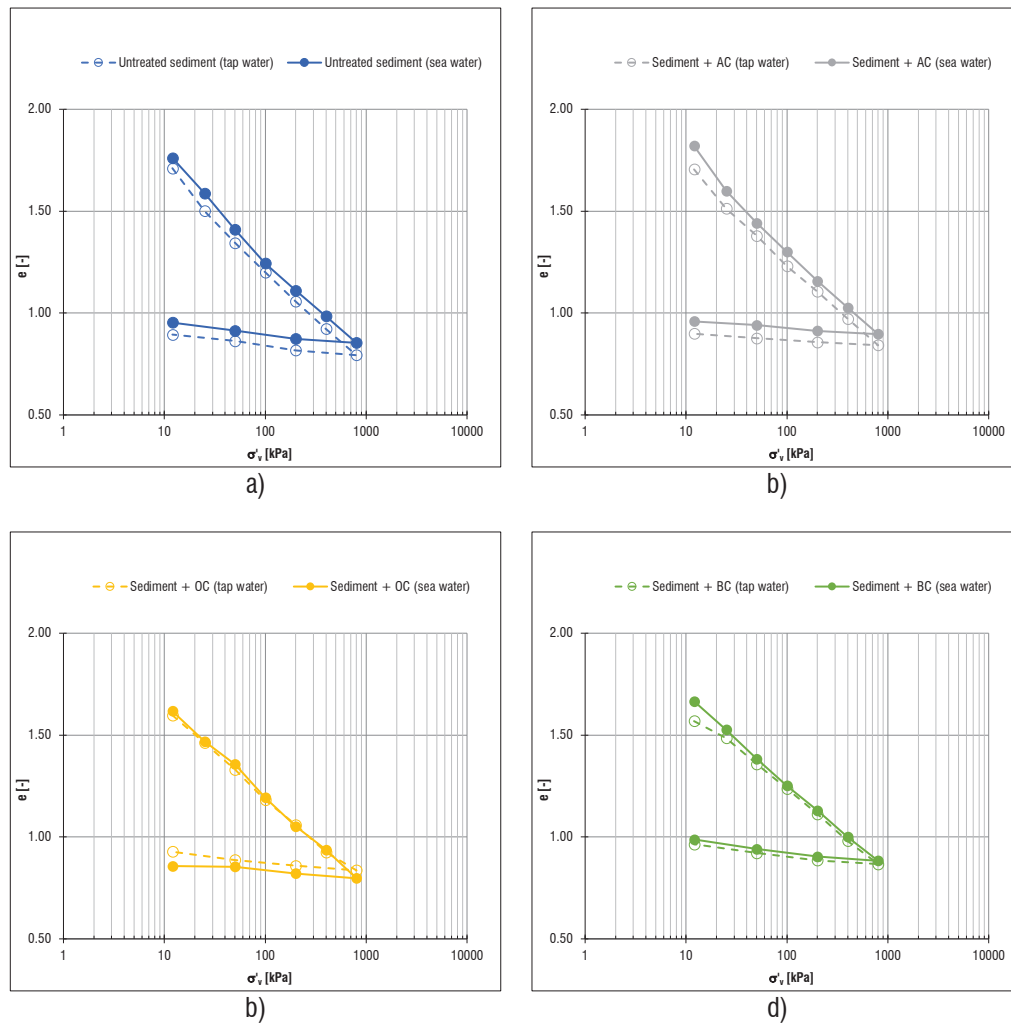 Untreated sediment (tap water) Untreated sediment (sea water)
2.00
1.50
e [-]
1.00
0.50
1 10 100 1000 10000
σ'v [kPa]
a)
Sediment + AC (tap water) Sediment + AC (sea water)
2.00
1.50
e [-]
1.00
0.50
1 10 100 1000 10000
σ'v [kPa]
b)
Sediment + OC (tap water) Sediment + OC (sea water)
2.00
1.50
e [-]
1.00
0.50
1 10 100 1000 10000
σ'v [kPa]
b)
Sediment + BC (tap water) Sediment + BC (sea water)
2.00
1.50
e [-]
1.00
0.50
1 10 100 1000 10000
σ'v [kPa]
d)